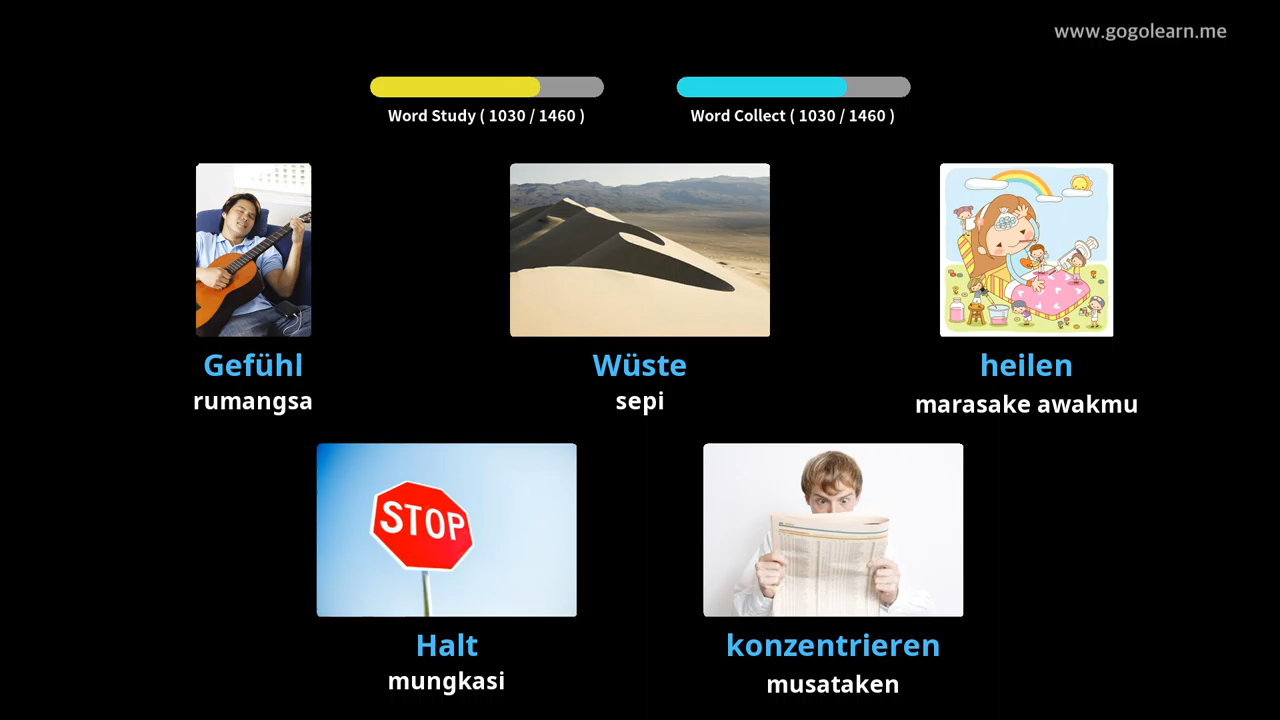 www.gogolearn.me
Word Study ( 1030 / 1460 )
Word Collect ( 1030 / 1460 )
Gefühl
rumangsa
Wüste
sepi
heilen
marasake awakmu
STOP
Halt
mungkasi
konzentrieren
musataken